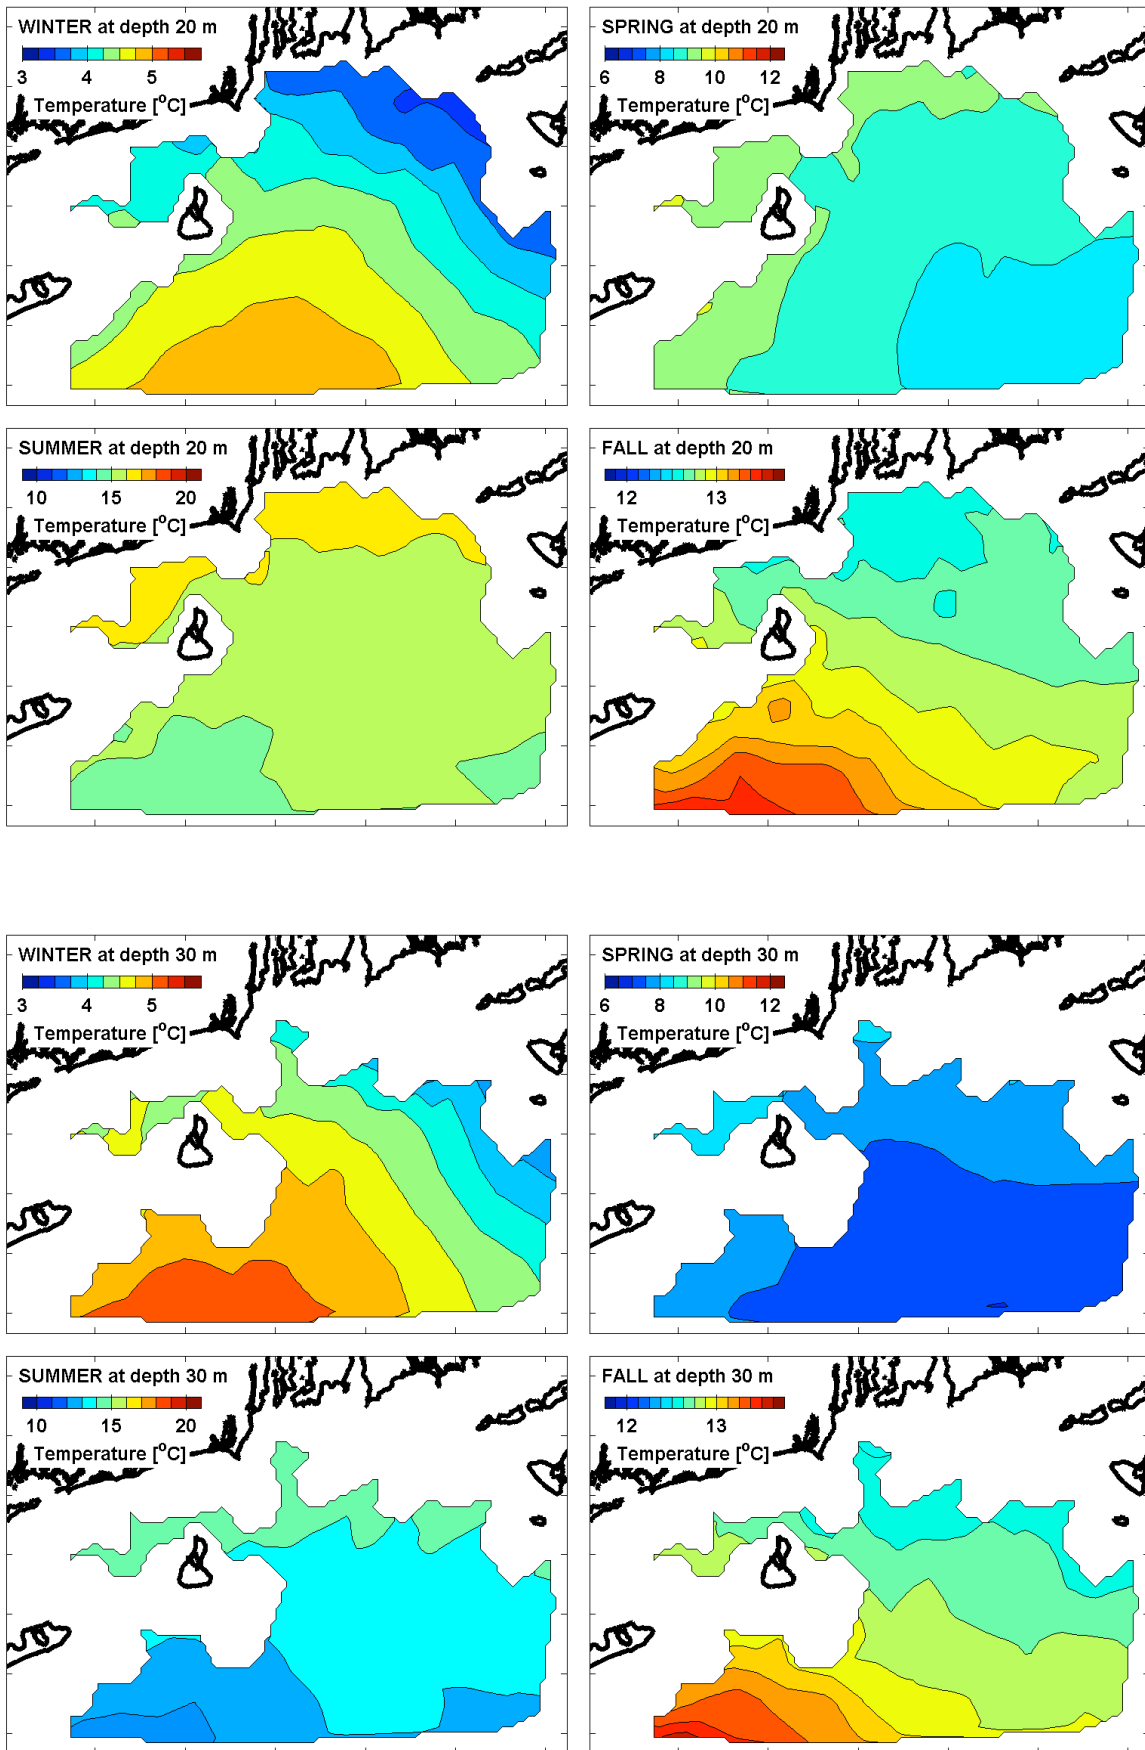 WINTER at depth 20 m
3 4 5
Temperature [°C]
SPRING at depth 20 m
6 8 10 12
Temperature [°C]
SUMMER at depth 20 m
10 15 20
Temperature [°C]
FALL at depth 20 m
12 13
Temperature [°C]
WINTER at depth 30 m
3 4 5
Temperature [°C]
SPRING at depth 30 m
6 8 10 12
Temperature [°C]
SUMMER at depth 30 m
10 15 20
Temperature [°C]
FALL at depth 30 m
12 13
Temperature [°C]